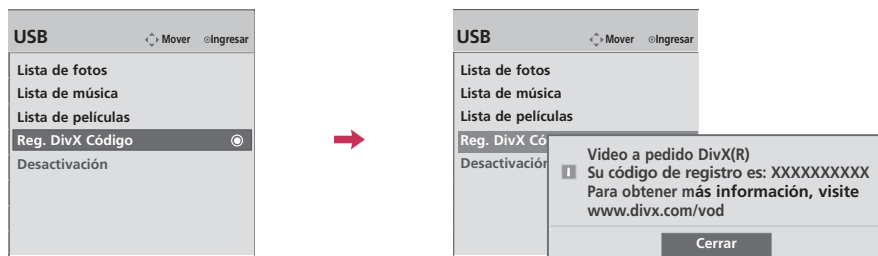 USB
Mover
Ingresar
Lista de fotos
Lista de música
Lista de películas
Reg. DivX Código
Desactivación
USB
Mover
Ingresar
Lista de fotos
Lista de música
Lista de películas
Reg. DivX Có
Desactivación
Video a pedido DivX(R)
Su código de registro es: XXXXXXXXXX
Para obtener más información, visite
www.divx.com/vod
Cerrar